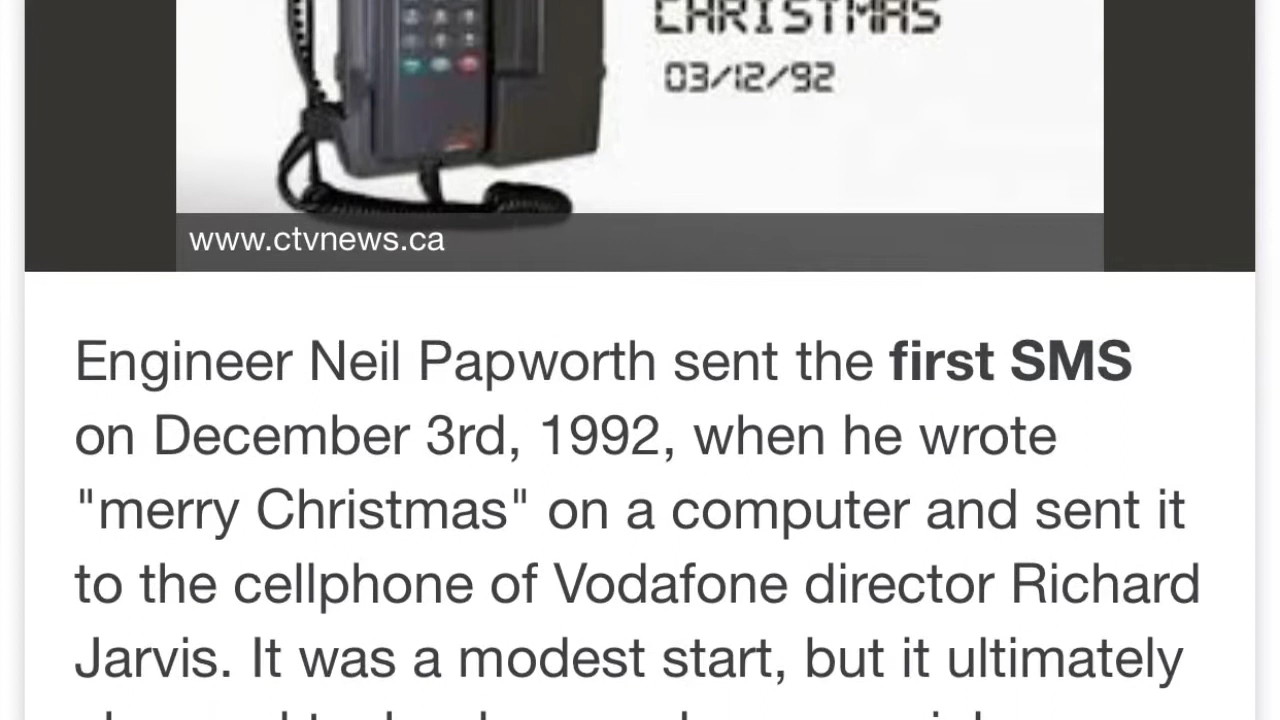 CHRISTMAS
03/12/92
www.ctvnews.ca
Engineer Neil Papworth sent the first SMS
on December 3rd, 1992, when he wrote
"merry Christmas" on a computer and sent it
to the cellphone of Vodafone director Richard
Jarvis. It was a modest start, but it ultimately